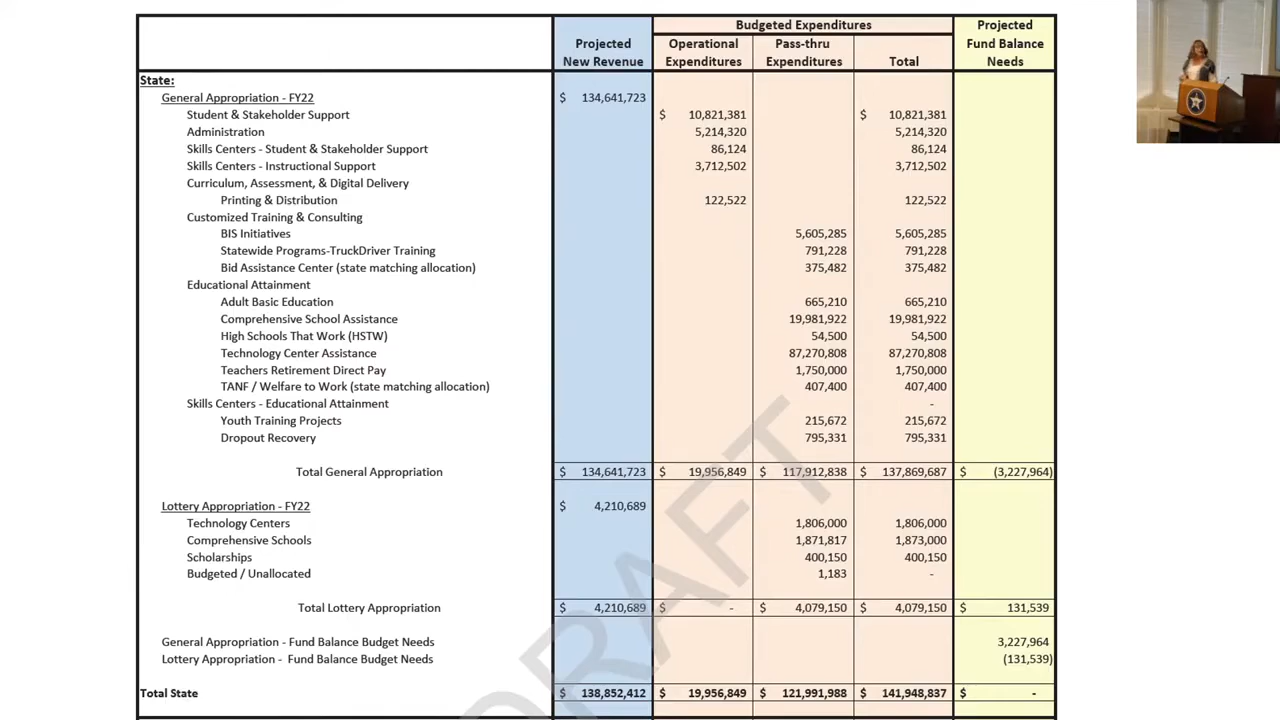 Budgeted Expenditures
Projected New Revenue Operational Expenditures Pass-thru Expenditures Total Projected Fund Balance Needs
State:
General Appropriation - FY22 $ 134,641,723
Student & Stakeholder Support $ 10,821,381 $ 10,821,381
Administration 5,214,320 5,214,320
Skills Centers - Student & Stakeholder Support 86,124 86,124
Skills Centers - Instructional Support 3,712,502 3,712,502
Curriculum, Assessment, & Digital Delivery
Printing & Distribution 122,522 122,522
Customized Training & Consulting
BIS Initiatives 5,605,285 5,605,285
Statewide Programs-TruckDriver Training 791,228 791,228
Bid Assistance Center (state matching allocation) 375,482 375,482
Educational Attainment
Adult Basic Education 665,210 665,210
Comprehensive School Assistance 19,981,922 19,981,922
High Schools That Work (HSTW) 54,500 54,500
Technology Center Assistance 87,270,808 87,270,808
Teachers Retirement Direct Pay 1,750,000 1,750,000
TANF / Welfare to Work (state matching allocation) 407,400 407,400
Skills Centers - Educational Attainment -
Youth Training Projects 215,672 215,672
Dropout Recovery 795,331 795,331
Total General Appropriation $ 134,641,723 $ 19,956,849 $ 117,912,838 $ 137,869,687 $ (3,227,964)
Lottery Appropriation - FY22 $ 4,210,689
Technology Centers 1,806,000 1,806,000
Comprehensive Schools 1,871,817 1,873,000
Scholarships 400,150 400,150
Budgeted / Unallocated 1,183 -
Total Lottery Appropriation $ 4,210,689 $ - $ 4,079,150 $ 4,079,150 $ 131,539
General Appropriation - Fund Balance Budget Needs 3,227,964
Lottery Appropriation - Fund Balance Budget Needs (131,539)
Total State $ 138,852,412 $ 19,956,849 $ 121,991,988 $ 141,948,837 $ -
DRAFT